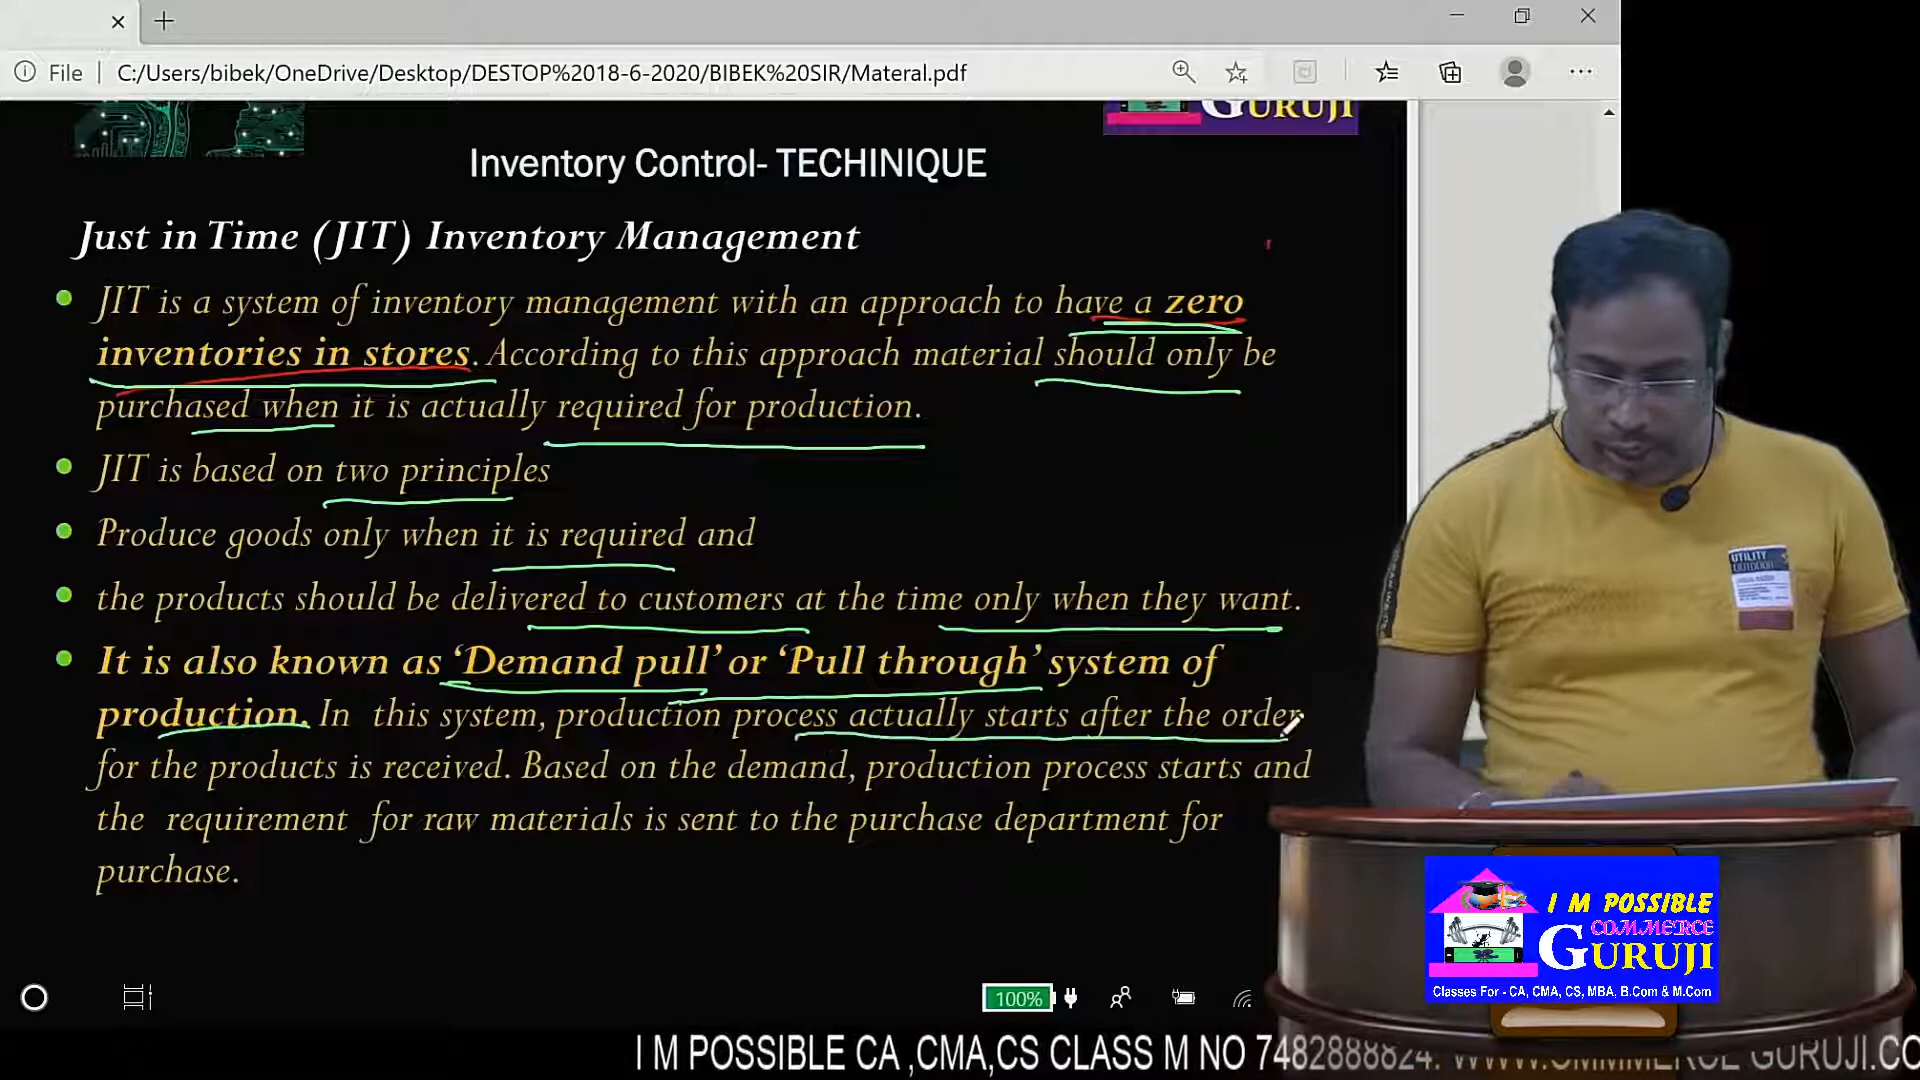 File | C:/Users/bibek/OneDrive/Desktop/DESTOP%2018-6-2020/BIBEK%20SIR/Materal.pdf
GURUJI
Inventory Control- TECHINIQUE
Just in Time (JIT) Inventory Management
JIT is a system of inventory management with an approach to have a zero
inventories in stores. According to this approach material should only be
purchased when it is actually required for production.
JIT is based on two principles
Produce goods only when it is required and
the products should be delivered to customers at the time only when they want.
It is also known as ‘Demand pull’ or ‘Pull through’ system of
production. In this system, production process actually starts after the order
for the products is received. Based on the demand, production process starts and
the requirement for raw materials is sent to the purchase department for
purchase.
UTILITY
OUTDOOR
I M POSSIBLE
COMMERCE
GURUJI
Classes For - CA, CMA, CS, MBA, B.Com & M.Com
100%
I M POSSIBLE CA ,CMA,CS CLASS M NO 7482888824.